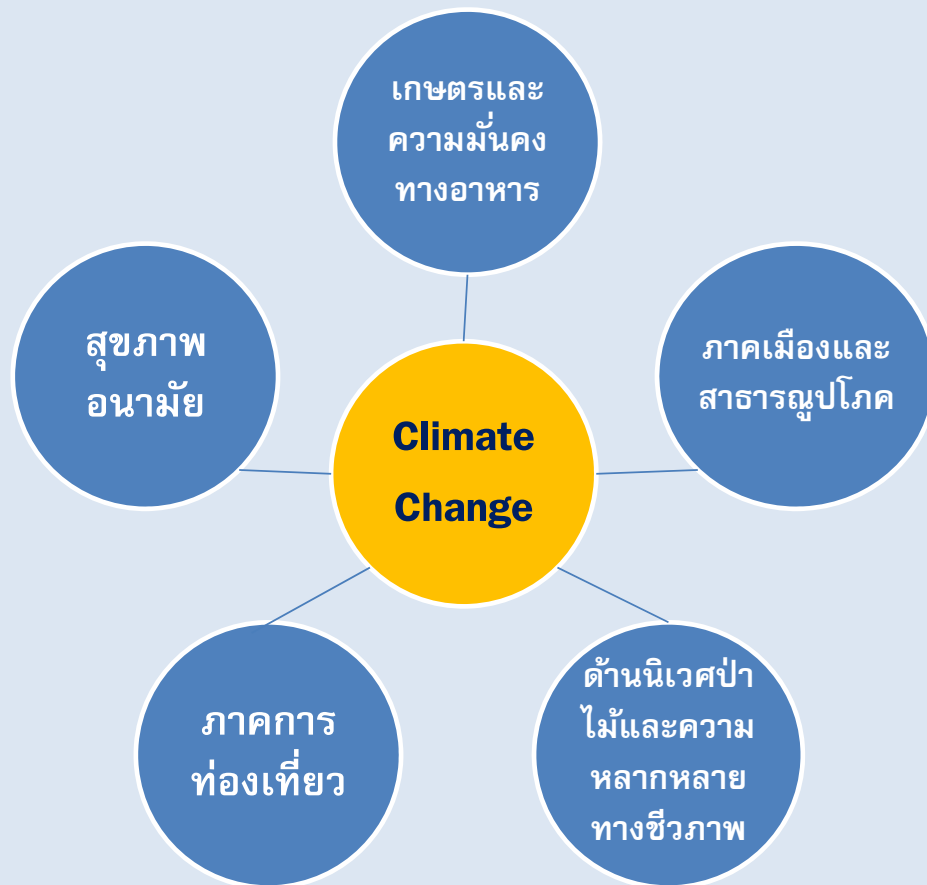 เกษตรและ
ความมั่นคง
ทางอาหาร
สุขภาพ
อนามัย
ภาคเมืองและ
สาธารณูปโภค
Climate
Change
ภาคการ
ท่องเที่ยว
ด้านนิเวศป่า
ไม้และความ
หลากหลาย
ทางชีวภาพ